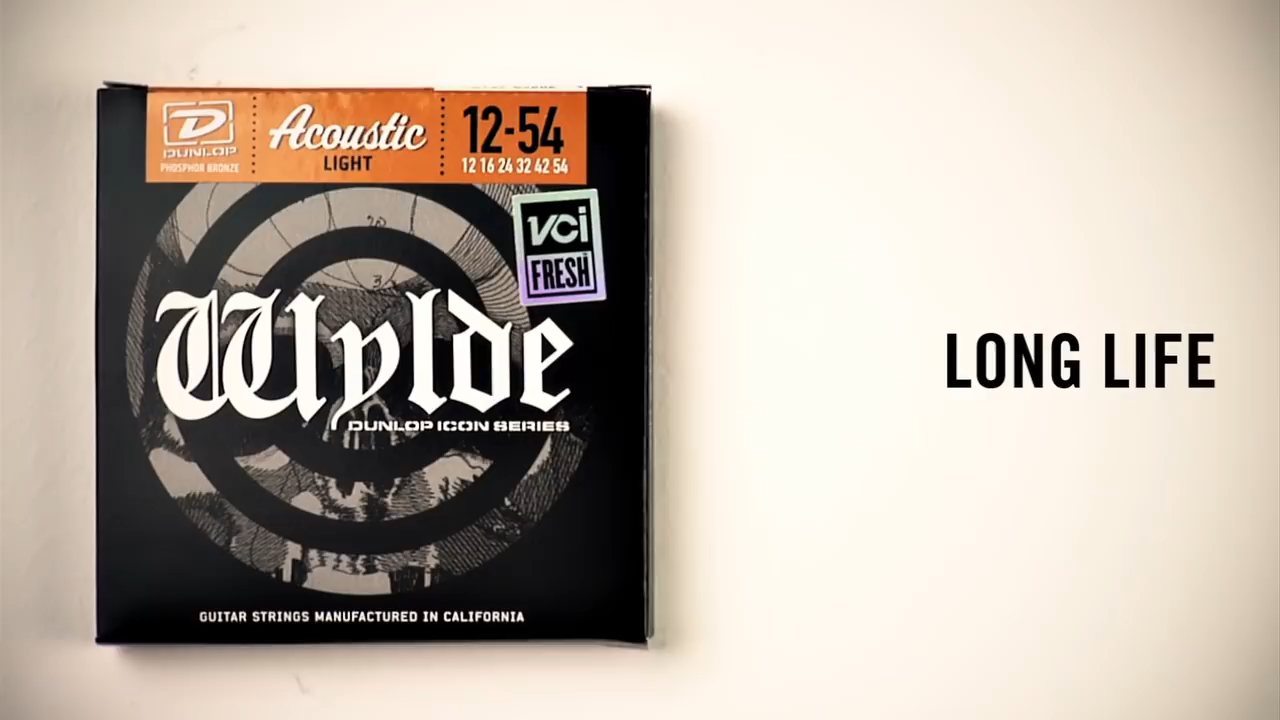 DUNLOP
PHOSPHOR BRONZE
Acoustic
LIGHT
12-54
12 16 24 32 42 54
VCi
FRESH
Wylde
DUNLOP ICON SERIES
GUITAR STRINGS MANUFACTURED IN CALIFORNIA
LONG LIFE